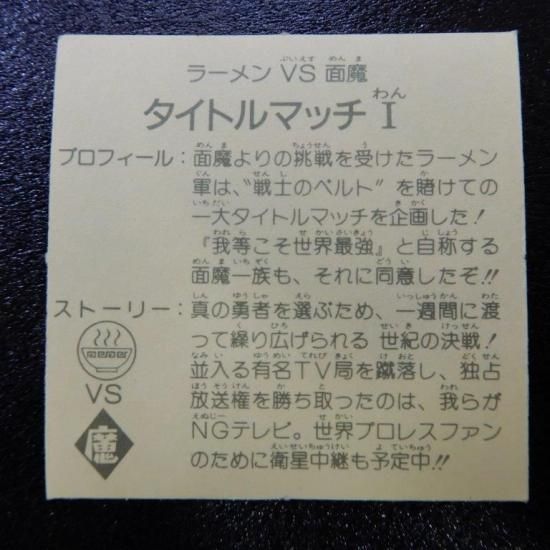 ラーメン VS 面魔
タイトルマッチ I
プロフィール：面魔よりの挑戦を受けたラーメン
軍は、“戦士のベルト”を賭けての
一大タイトルマッチを企画した！
『我等こそ世界最強』と自称する
面魔一族も、それに同意したぞ!!
ストーリー：真の勇者を選ぶため、一週間に渡
って繰り広げられる 世紀の決戦！
並入る有名TV局を蹴落し、独占
放送権を勝ち取ったのは、我らが
NGテレビ。世界プロレスファン
のために衛星中継も予定中!!
VS
魔